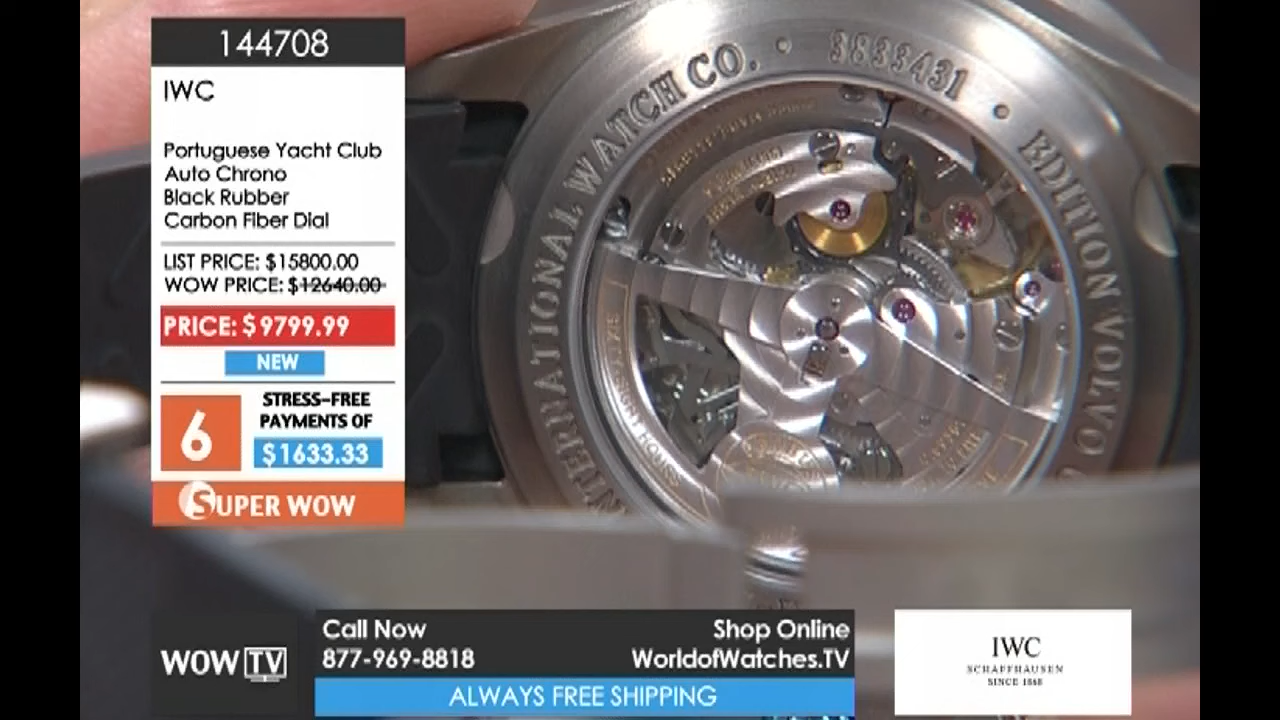 144708
IWC
Portuguese Yacht Club
Auto Chrono
Black Rubber
Carbon Fiber Dial
LIST PRICE: $15800.00
WOW PRICE: $12640.00
PRICE: $9799.99
NEW
6
STRESS-FREE
PAYMENTS OF
$1633.33
SUPER WOW
INTERNATIONAL WATCH CO. • 3833431 • EDITION VOLVO
WOW TV
Call Now
877-969-8818
Shop Online
WorldofWatches.TV
ALWAYS FREE SHIPPING
IWC
SCHAFFHAUSEN
SINCE 1868